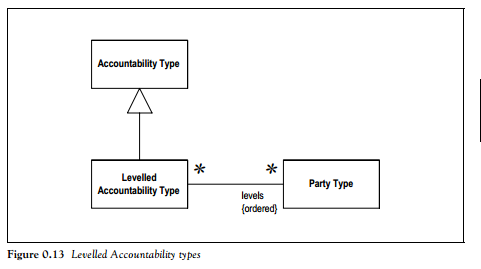 Accountability Type
Levelled
Accountability Type
*
*
levels
{ordered}
Party Type
Figure 0.13 Levelled Accountability types